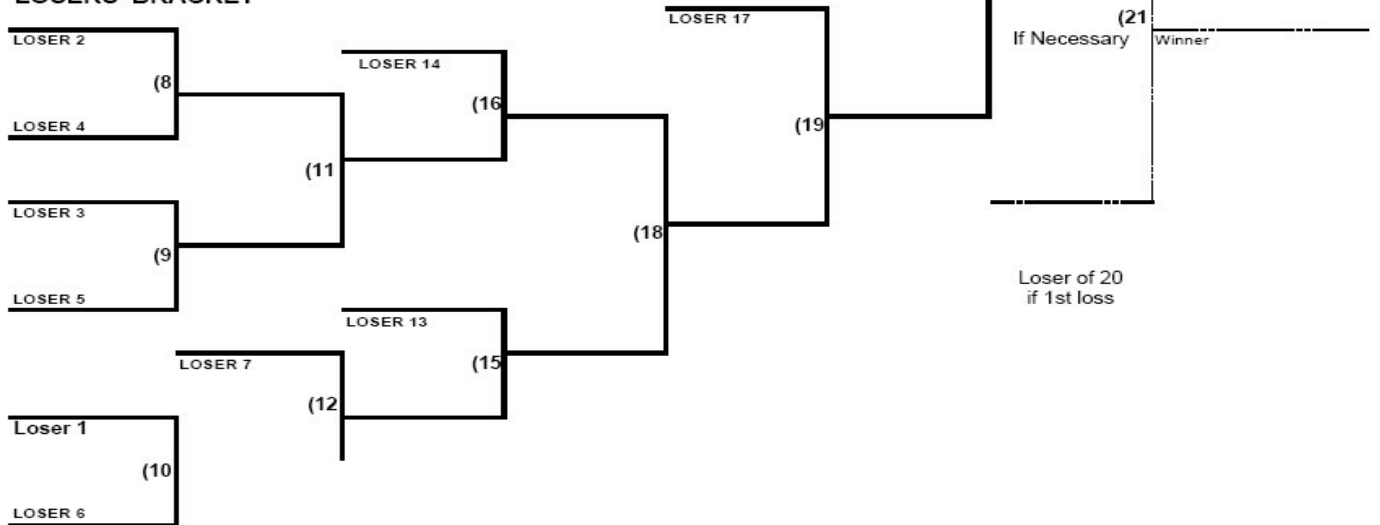 LOSERS' BRACKET
LOSER 2
(8
LOSER 4
LOSER 3
(9
LOSER 5
Loser 1
(10
LOSER 6
(11
LOSER 7
(12
LOSER 14
(16
LOSER 13
(15
(18
LOSER 17
(19
(21
If Necessary
Winner
Loser of 20
if 1st loss